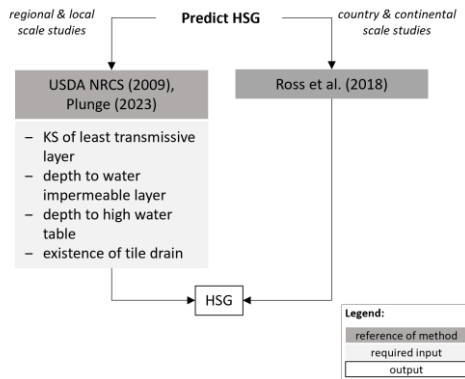 regional & local
scale studies
Predict HSG
country & continental
scale studies
USDA NRCS (2009),
Plunge (2023)
Ross et al. (2018)
– KS of least transmissive
layer
– depth to water
impermeable layer
– depth to high water
table
– existence of tile drain
HSG
Legend:
reference of method
required input
output